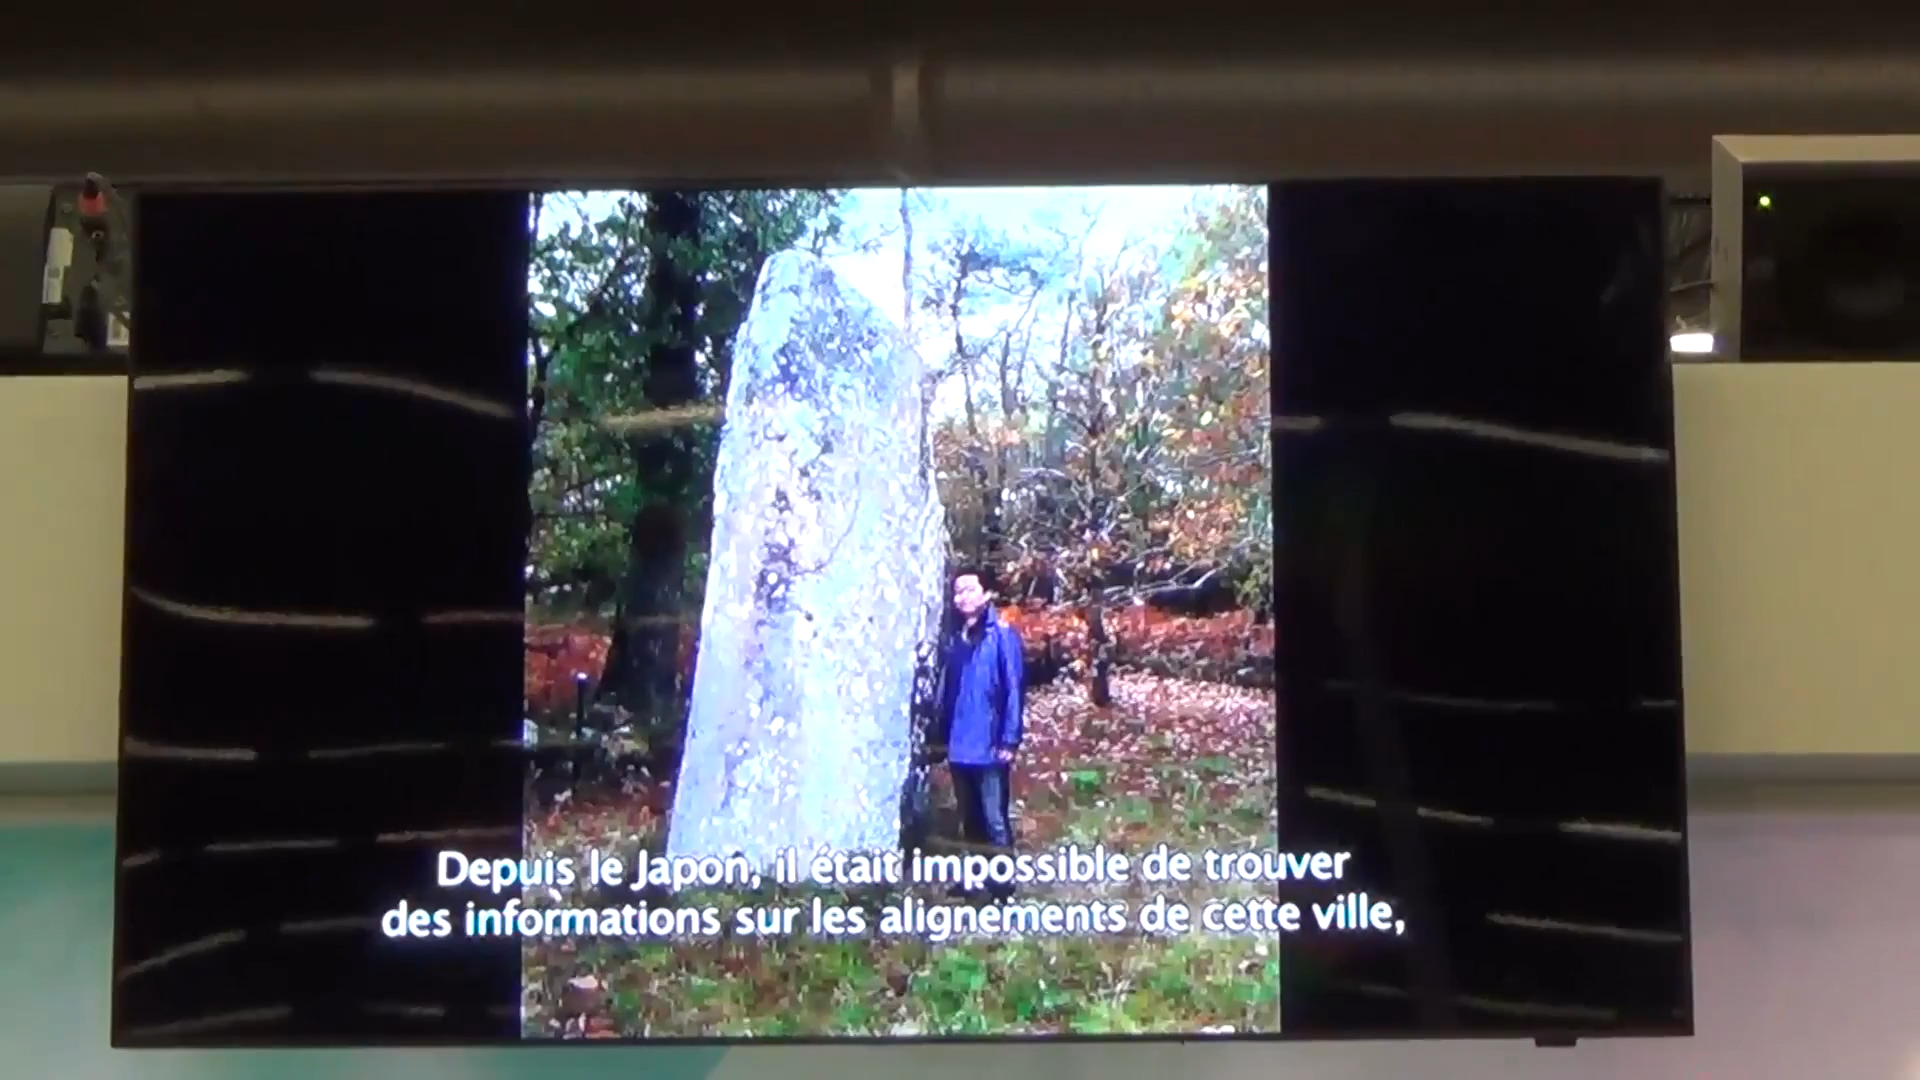 Depuis le Japon, il était impossible de trouver
des informations sur les alignements de cette ville,